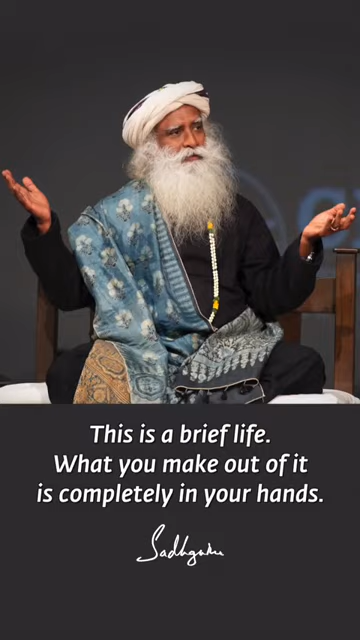 This is a brief life.
What you make out of it
is completely in your hands.
Sadhguru